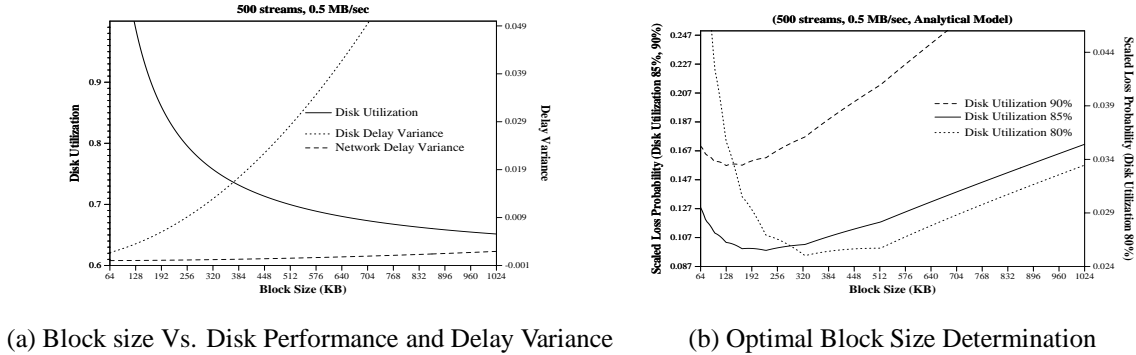 500 streams, 0.5 MB/sec
Disk Utilization
0.9
0.8
0.7
0.6
Disk Utilization
Disk Delay Variance
Network Delay Variance
0.049
0.039
0.029
0.019
0.009
-0.001
Delay Variance
64 128 192 256 320 384 448 512 576 640 704 768 832 896 960 1024
Block Size (KB)
(a) Block size Vs. Disk Performance and Delay Variance
(500 streams, 0.5 MB/sec, Analytical Model)
Scaled Loss Probability (Disk Utilization 85%, 90%)
0.247
0.227
0.207
0.187
0.167
0.147
0.127
0.107
0.087
Disk Utilization 90%
Disk Utilization 85%
Disk Utilization 80%
0.044
0.039
0.034
0.029
0.024
Scaled Loss Probability (Disk Utilization 80%)
64 128 192 256 320 384 448 512 576 640 704 768 832 896 960 1024
Block Size (KB)
(b) Optimal Block Size Determination